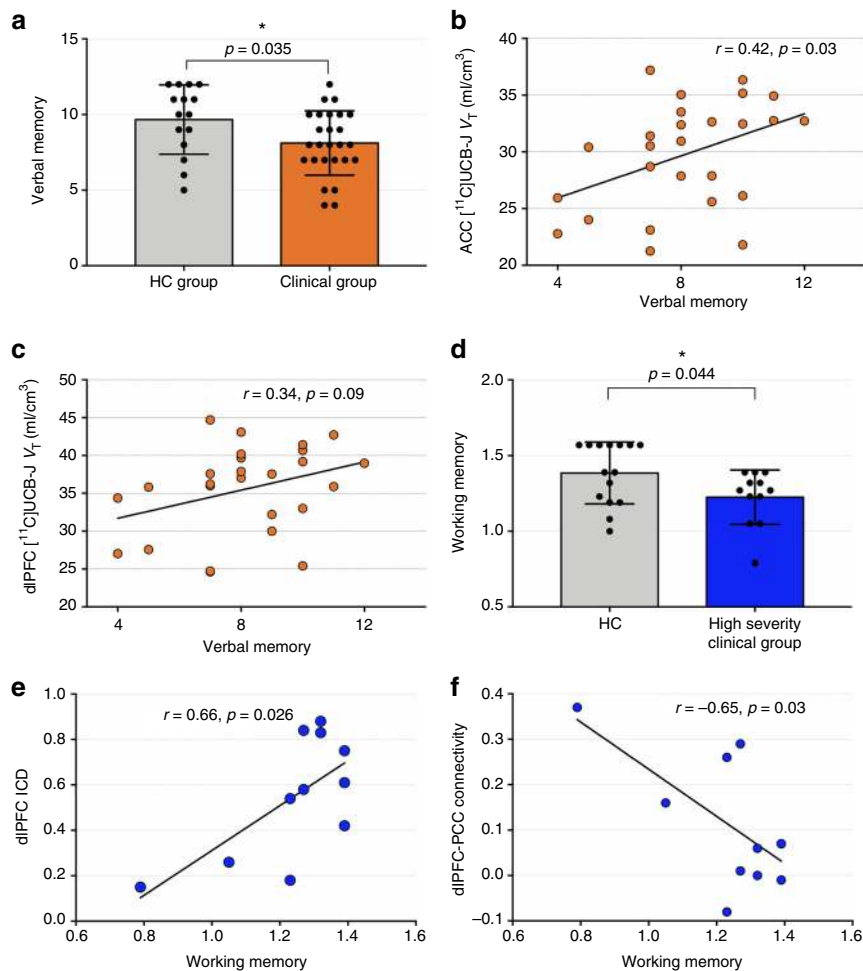 a
*
p = 0.035
15
10
5
0
Verbal memory
HC group
Clinical group
b
r = 0.42, p = 0.03
40
35
30
25
20
ACC [¹¹C]UCB-J V_T (ml/cm³)
4
8
12
Verbal memory
c
r = 0.34, p = 0.09
50
45
40
35
30
25
20
dlPFC [¹¹C]UCB-J V_T (ml/cm³)
4
8
12
Verbal memory
d
*
p = 0.044
2.0
1.5
1.0
0.5
Working memory
HC
High severity
clinical group
e
r = 0.66, p = 0.026
1.0
0.8
0.6
0.4
0.2
0.0
dlPFC ICD
0.6
0.8
1.0
1.2
1.4
1.6
Working memory
f
r = –0.65, p = 0.03
0.4
0.3
0.2
0.1
0.0
–0.1
dlPFC-PCC connectivity
0.6
0.8
1.0
1.2
1.4
1.6
Working memory